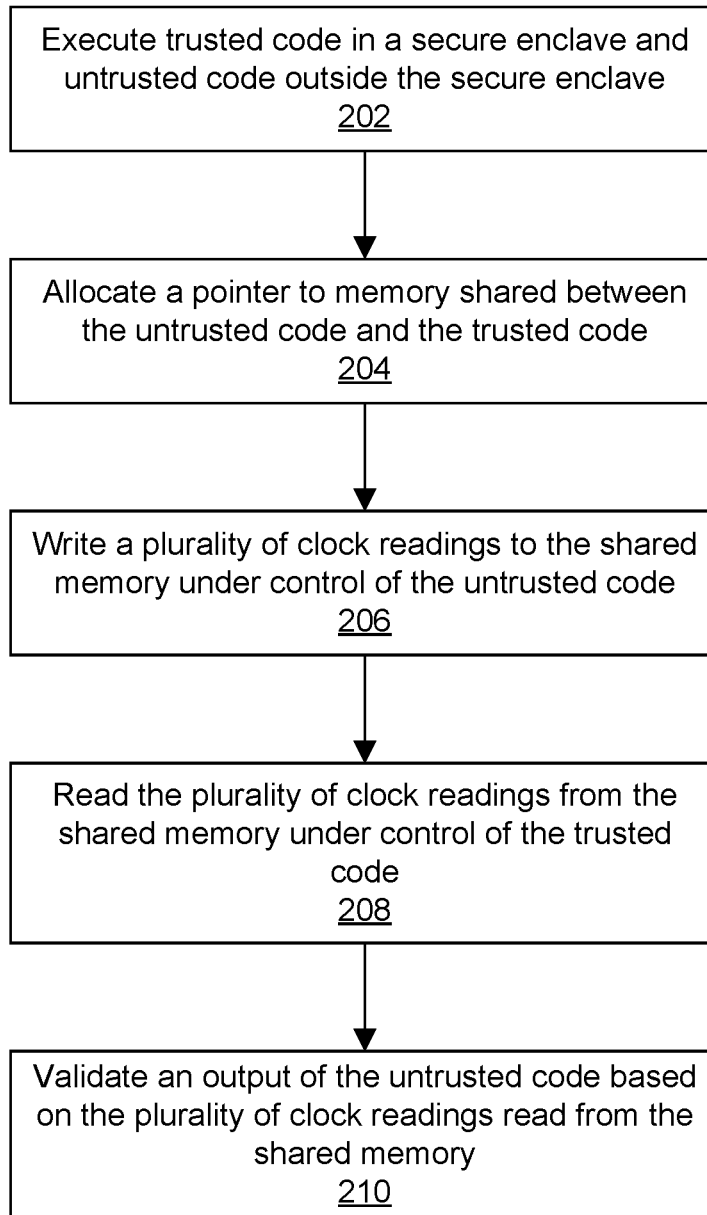 Execute trusted code in a secure enclave and
untrusted code outside the secure enclave
202
Allocate a pointer to memory shared between
the untrusted code and the trusted code
204
Write a plurality of clock readings to the shared
memory under control of the untrusted code
206
Read the plurality of clock readings from the
shared memory under control of the trusted
code
208
Validate an output of the untrusted code based
on the plurality of clock readings read from the
shared memory
210